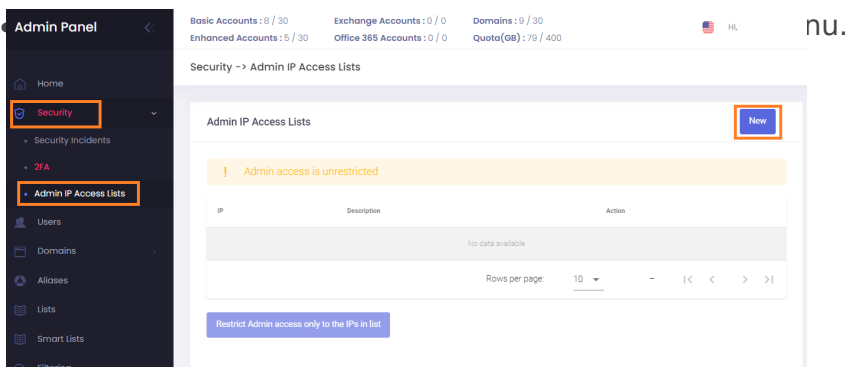 Admin Panel
Basic Accounts : 8 / 30
Exchange Accounts : 0 / 0
Domains : 9 / 30
Enhanced Accounts : 5 / 30
Office 365 Accounts : 0 / 0
Quota(GB) : 79 / 400
Hi,
nu.
Security -> Admin IP Access Lists
Home
Security
Security Incidents
2FA
Admin IP Access Lists
Users
Domains
Aliases
Lists
Smart Lists
Filtering
Admin IP Access Lists
New
! Admin access is unrestricted
IP
Description
Action
No data available
Rows per page: 10 –
Restrict Admin access only to the IPs in list